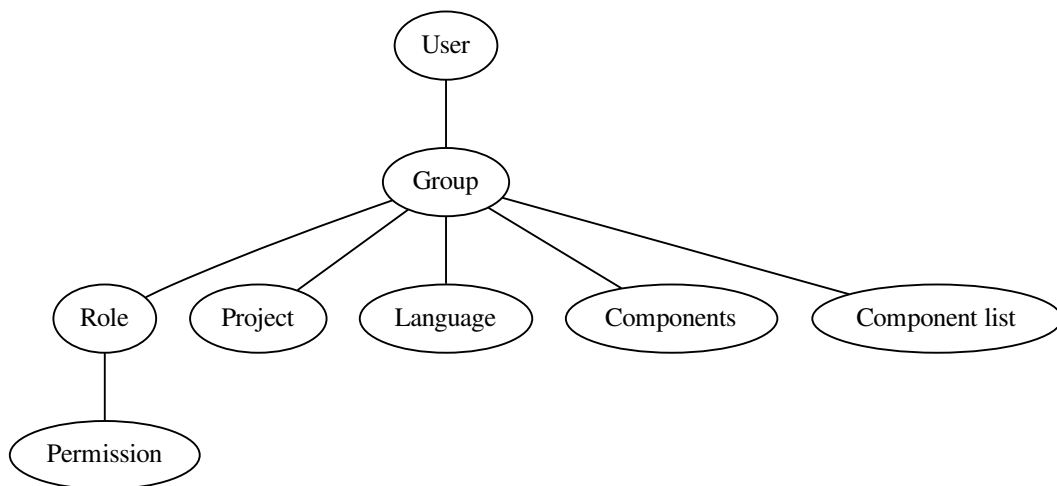 User
Group
Role
Project
Language
Components
Component list
Permission